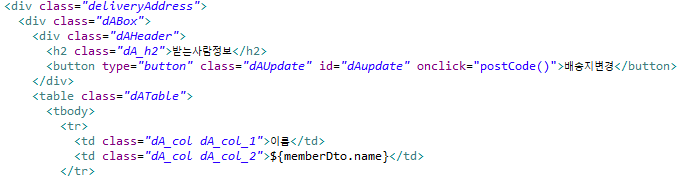 <div class="deliveryAddress">
<div class="dABox">
<div class="dAHeader">
<h2 class="dA_h2">받는사람정보</h2>
<button type="button" class="dAUpdate" id="dAupdate" onclick="postCode()">배송지변경</button>
</div>
<table class="dATable">
<tbody>
<tr>
<td class="dA_col dA_col_1">이름</td>
<td class="dA_col dA_col_2">${memberDto.name}</td>
</tr>